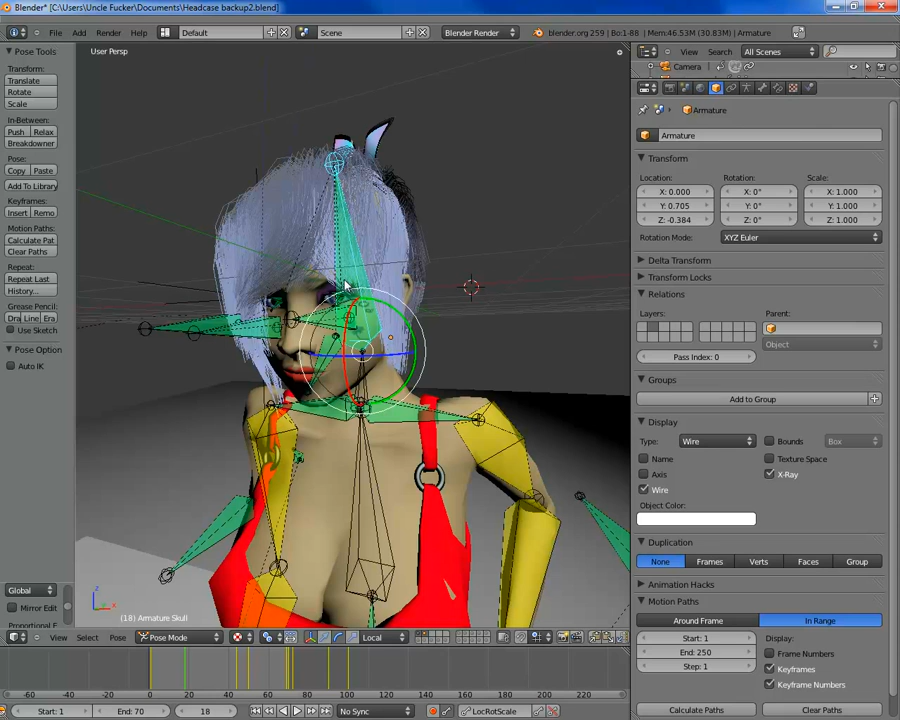 Blender* [C:\Users\Uncle Fucker\Documents\Headcase backup2.blend]
File Add Render Help Default Scene Blender Render blender.org 259 | Bo:1-88 | Mem:46.53M (30.83M) | Armature
Pose Tools
Transform:
Translate
Rotate
Scale
In-Between:
Push Relax
Breakdowner
Pose:
Copy Paste
Add To Library
Keyframes:
Insert Remo
Motion Paths:
Calculate Pat
Clear Paths
Repeat:
Repeat Last
History...
Grease Pencil:
Dra Line Era
Use Sketch
Pose Option
Auto IK
Global
Mirror Edit
User Persp
(18) Armature Skull
View Select Pose Pose Mode Local
-60 -40 -20 0 20 40 60 80 100 120 140 160 180 200 220
Start: 1 End: 70 18 No Sync LocRotScale
View Search All Scenes
Camera
Armature
Armature
Transform
Location: Rotation: Scale:
X: 0.000 X: 0° X: 1.000
Y: 0.705 Y: 0° Y: 1.000
Z: -0.384 Z: 0° Z: 1.000
Rotation Mode: XYZ Euler
Delta Transform
Transform Locks
Relations
Layers: Parent:
Pass Index: 0 Object
Groups
Add to Group
Display
Type: Wire Bounds Box
Name Texture Space
Axis X-Ray
Wire
Object Color:
Duplication
None Frames Verts Faces Group
Animation Hacks
Motion Paths
Around Frame In Range
Start: 1 Display:
End: 250 Frame Numbers
Step: 1 Keyframes
Keyframe Numbers
Calculate Paths Clear Paths